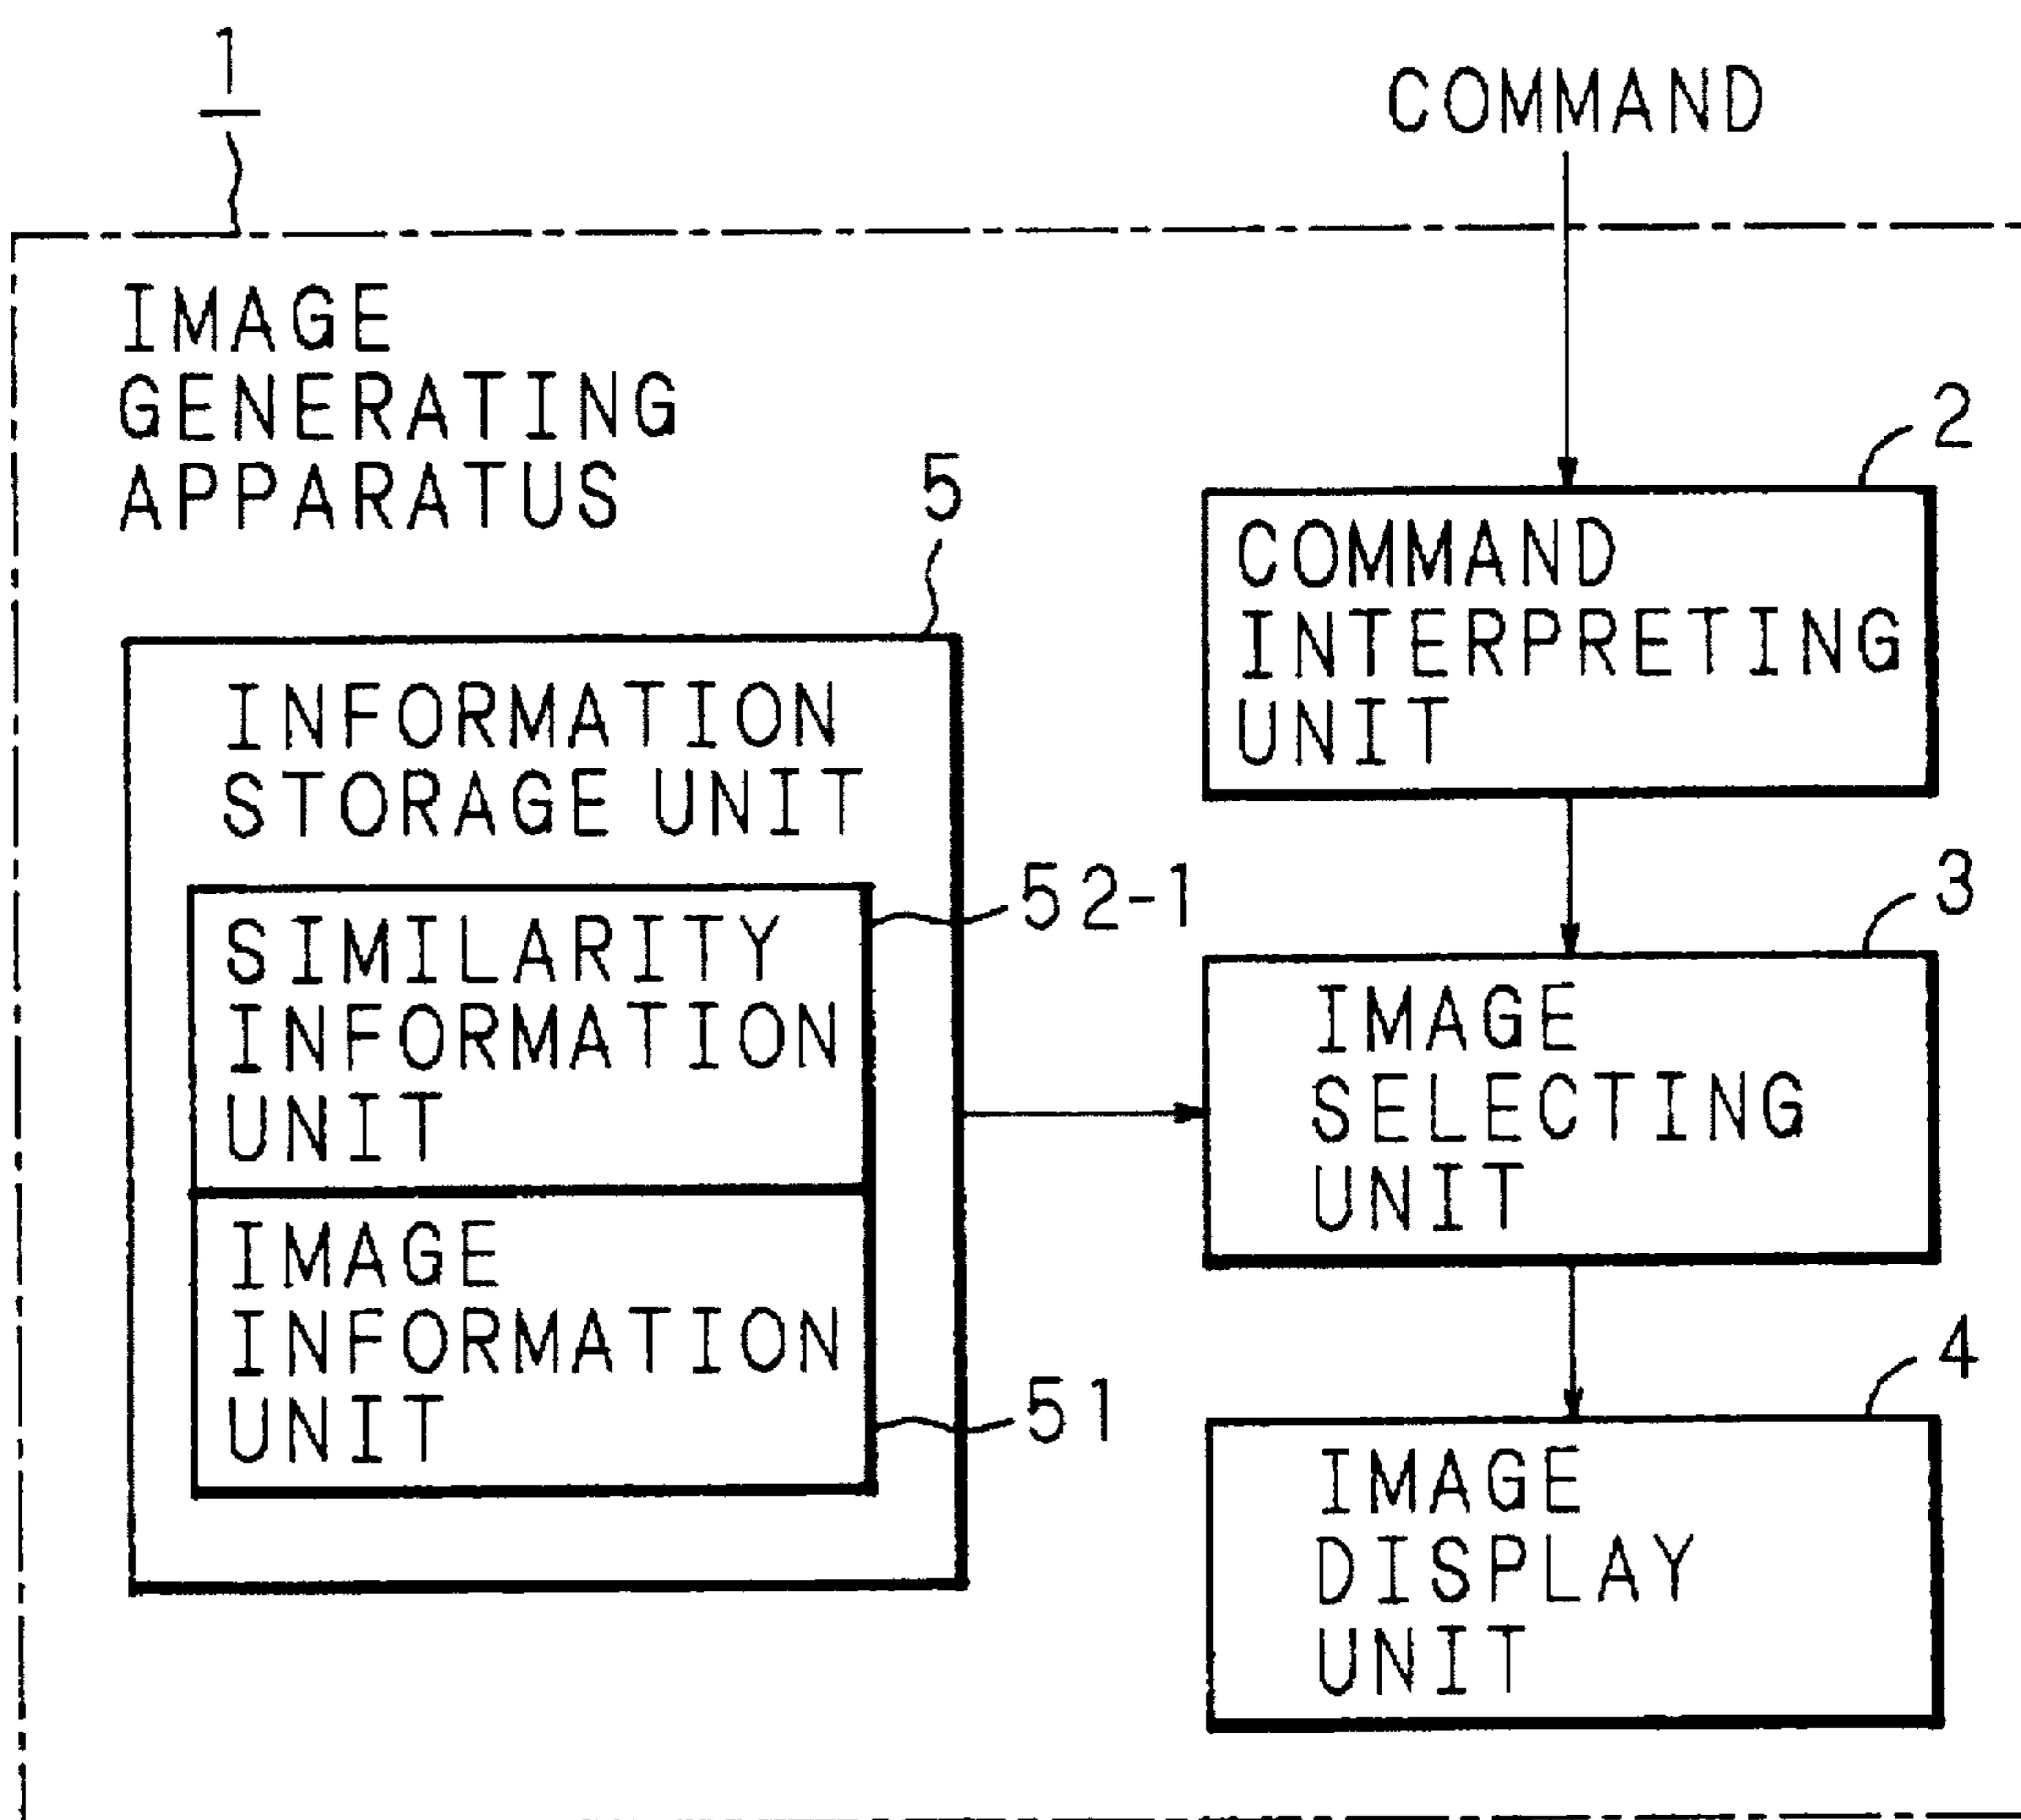 1
COMMAND
IMAGE
GENERATING
APPARATUS
5
INFORMATION
STORAGE UNIT
52-1
SIMILARITY
INFORMATION
UNIT
IMAGE
INFORMATION
UNIT
51
2
COMMAND
INTERPRETING
UNIT
3
IMAGE
SELECTING
UNIT
4
IMAGE
DISPLAY
UNIT